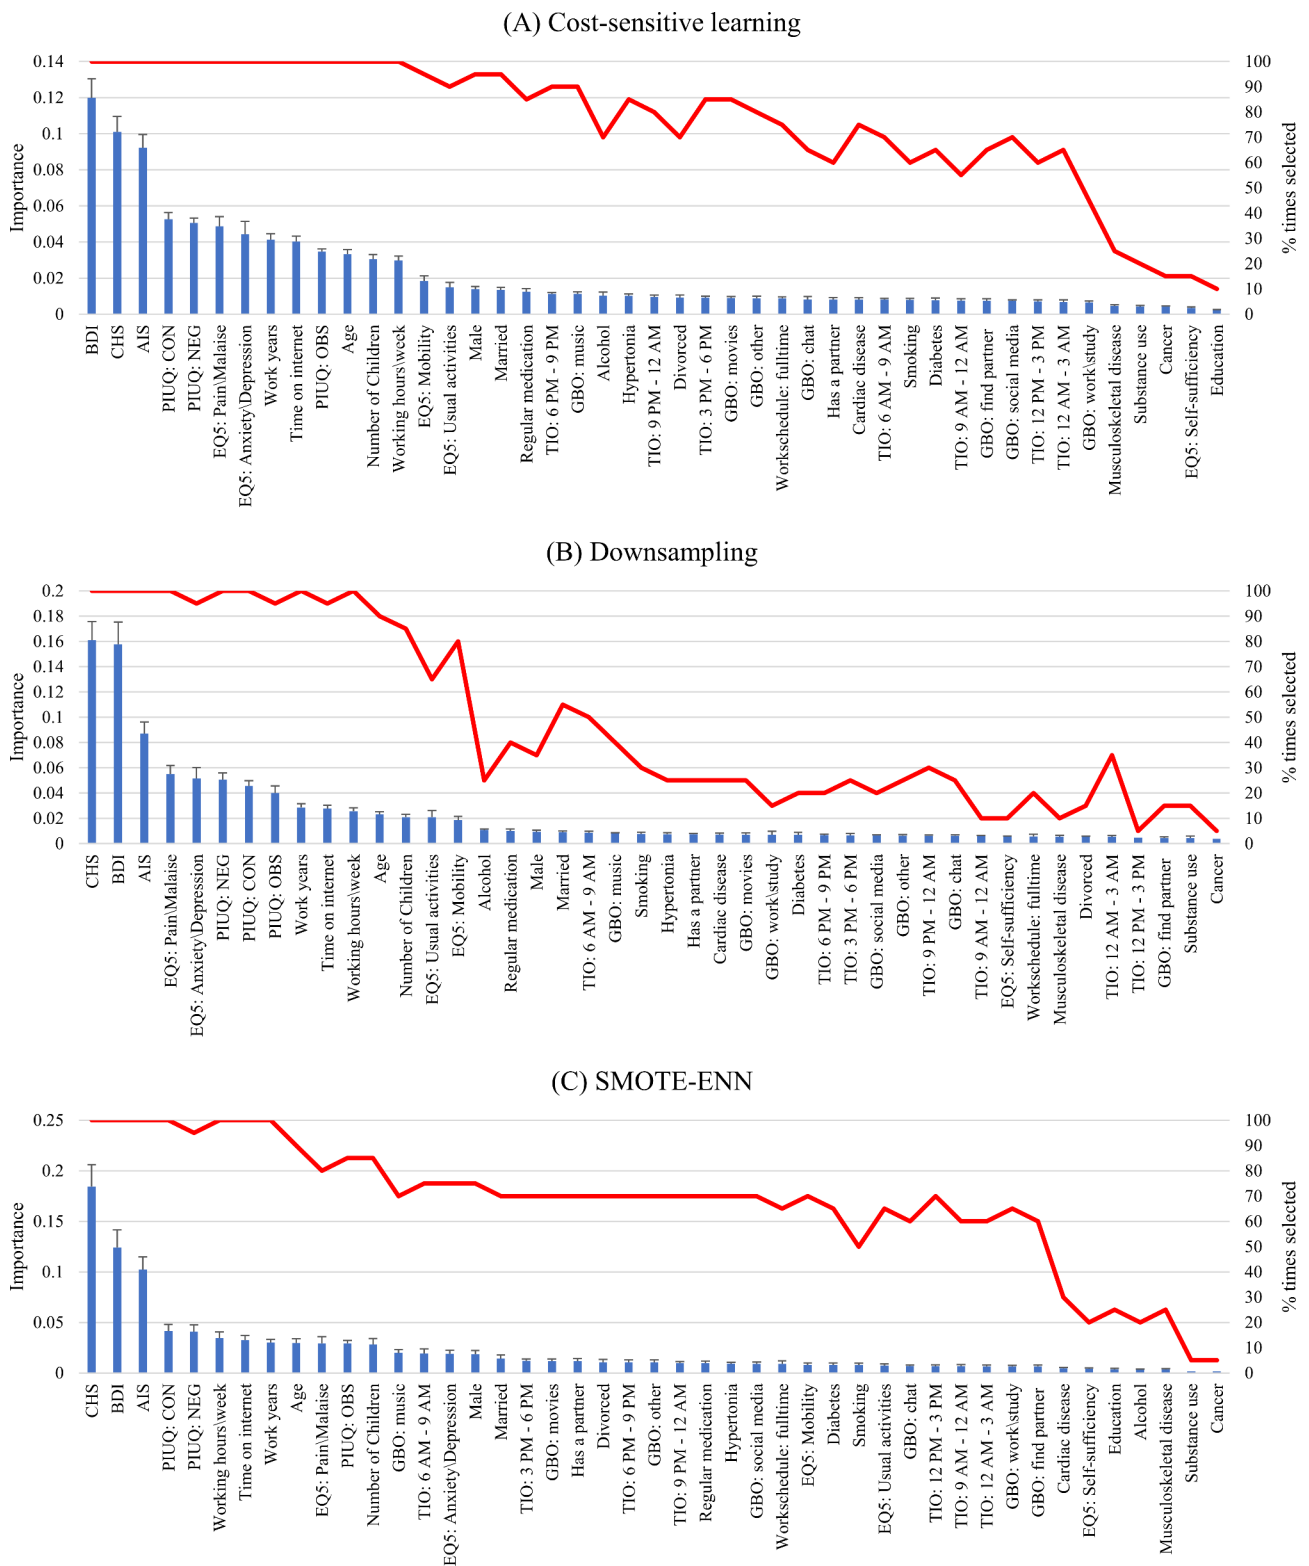 (A) Cost-sensitive learning
Importance
0.14
0.12
0.1
0.08
0.06
0.04
0.02
0
100
90
80
70
60
50
40
30
20
10
0
% times selected
BDI
CHS
AIS
PIUQ: CON
PIUQ: NEG
EQ5: Pain\Malaise
EQ5: Anxiety\Depression
Work years
Time on internet
PIUQ: OBS
Age
Number of Children
Working hours\week
EQ5: Mobility
EQ5: Usual activities
Male
Married
Regular medication
TIO: 6 PM - 9 PM
GBO: music
Alcohol
Hypertonia
TIO: 9 PM - 12 AM
Divorced
TIO: 3 PM - 6 PM
GBO: movies
GBO: other
Workschedule: fulltime
GBO: chat
Has a partner
Cardiac disease
TIO: 6 AM - 9 AM
Smoking
Diabetes
TIO: 9 AM - 12 AM
GBO: find partner
GBO: social media
TIO: 12 PM - 3 PM
TIO: 12 AM - 3 AM
GBO: work\study
Musculoskeletal disease
Substance use
Cancer
EQ5: Self-sufficiency
Education
(B) Downsampling
Importance
0.2
0.18
0.16
0.14
0.12
0.1
0.08
0.06
0.04
0.02
0
100
90
80
70
60
50
40
30
20
10
0
% times selected
CHS
BDI
AIS
EQ5: Pain\Malaise
EQ5: Anxiety\Depression
PIUQ: NEG
PIUQ: CON
PIUQ: OBS
Work years
Time on internet
Working hours\week
Age
Number of Children
EQ5: Usual activities
EQ5: Mobility
Alcohol
Regular medication
Male
Married
TIO: 6 AM - 9 AM
GBO: music
Smoking
Hypertonia
Has a partner
Cardiac disease
GBO: movies
GBO: work\study
Diabetes
TIO: 6 PM - 9 PM
TIO: 3 PM - 6 PM
GBO: social media
GBO: other
TIO: 9 PM - 12 AM
GBO: chat
TIO: 9 AM - 12 AM
EQ5: Self-sufficiency
Workschedule: fulltime
Musculoskeletal disease
Divorced
TIO: 12 AM - 3 AM
TIO: 12 PM - 3 PM
GBO: find partner
Substance use
Cancer
(C) SMOTE-ENN
Importance
0.25
0.2
0.15
0.1
0.05
0
100
90
80
70
60
50
40
30
20
10
0
% times selected
CHS
BDI
AIS
PIUQ: CON
PIUQ: NEG
Working hours\week
Time on internet
Work years
Age
EQ5: Pain\Malaise
PIUQ: OBS
Number of Children
GBO: music
TIO: 6 AM - 9 AM
EQ5: Anxiety\Depression
Male
Married
TIO: 3 PM - 6 PM
GBO: movies
Has a partner
Divorced
TIO: 6 PM - 9 PM
GBO: other
TIO: 9 PM - 12 AM
Regular medication
Hypertonia
GBO: social media
Workschedule: fulltime
EQ5: Mobility
Diabetes
Smoking
EQ5: Usual activities
GBO: chat
TIO: 12 PM - 3 PM
TIO: 9 AM - 12 AM
TIO: 12 AM - 3 AM
GBO: work\study
GBO: find partner
Cardiac disease
EQ5: Self-sufficiency
Education
Alcohol
Musculoskeletal disease
Substance use
Cancer